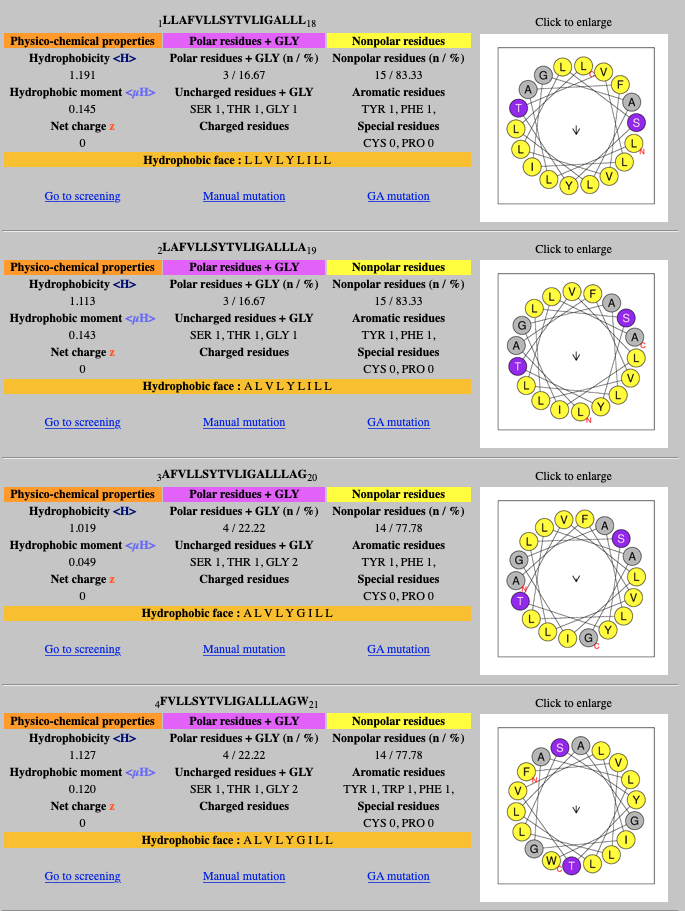 1LLAFVLLSYTVLIGALLL18
Click to enlarge
Physico-chemical properties Polar residues + GLY Nonpolar residues
Hydrophobicity <H> Polar residues + GLY (n / %) Nonpolar residues (n / %)
1.191 3 / 16.67 15 / 83.33
Hydrophobic moment <μH> Uncharged residues + GLY Aromatic residues
0.145 SER 1, THR 1, GLY 1 TYR 1, PHE 1,
Net charge z Charged residues Special residues
0 CYS 0, PRO 0
Hydrophobic face : L L V L Y L I L L
Go to screening Manual mutation GA mutation
L L C V
G F
A A
T S
L L N
L L
I V
L Y L
2LAFVLLSYTVLIGALLLA19
Click to enlarge
Physico-chemical properties Polar residues + GLY Nonpolar residues
Hydrophobicity <H> Polar residues + GLY (n / %) Nonpolar residues (n / %)
1.113 3 / 16.67 15 / 83.33
Hydrophobic moment <μH> Uncharged residues + GLY Aromatic residues
0.143 SER 1, THR 1, GLY 1 TYR 1, PHE 1,
Net charge z Charged residues Special residues
0 CYS 0, PRO 0
Hydrophobic face : A L V L Y L I L L
Go to screening Manual mutation GA mutation
L V F
L A
G S
A A C
T L
L V
L L
I L Y
N
3AFVLLSYTVLIGALLLAG20
Click to enlarge
Physico-chemical properties Polar residues + GLY Nonpolar residues
Hydrophobicity <H> Polar residues + GLY (n / %) Nonpolar residues (n / %)
1.019 4 / 22.22 14 / 77.78
Hydrophobic moment <μH> Uncharged residues + GLY Aromatic residues
0.049 SER 1, THR 1, GLY 2 TYR 1, PHE 1,
Net charge z Charged residues Special residues
0 CYS 0, PRO 0
Hydrophobic face : A L V L Y G I L L
Go to screening Manual mutation GA mutation
L V F A
L S
G A
A N L
T V
L L
L I G Y
C
4FVLLSYTVLIGALLLAGW21
Click to enlarge
Physico-chemical properties Polar residues + GLY Nonpolar residues
Hydrophobicity <H> Polar residues + GLY (n / %) Nonpolar residues (n / %)
1.127 4 / 22.22 14 / 77.78
Hydrophobic moment <μH> Uncharged residues + GLY Aromatic residues
0.120 SER 1, THR 1, GLY 2 TYR 1, TRP 1, PHE 1,
Net charge z Charged residues Special residues
0 CYS 0, PRO 0
Hydrophobic face : A L V L Y G I L L
Go to screening Manual mutation GA mutation
S A
A L
F V
N L
V Y
L G
L I
G L
W T L
C